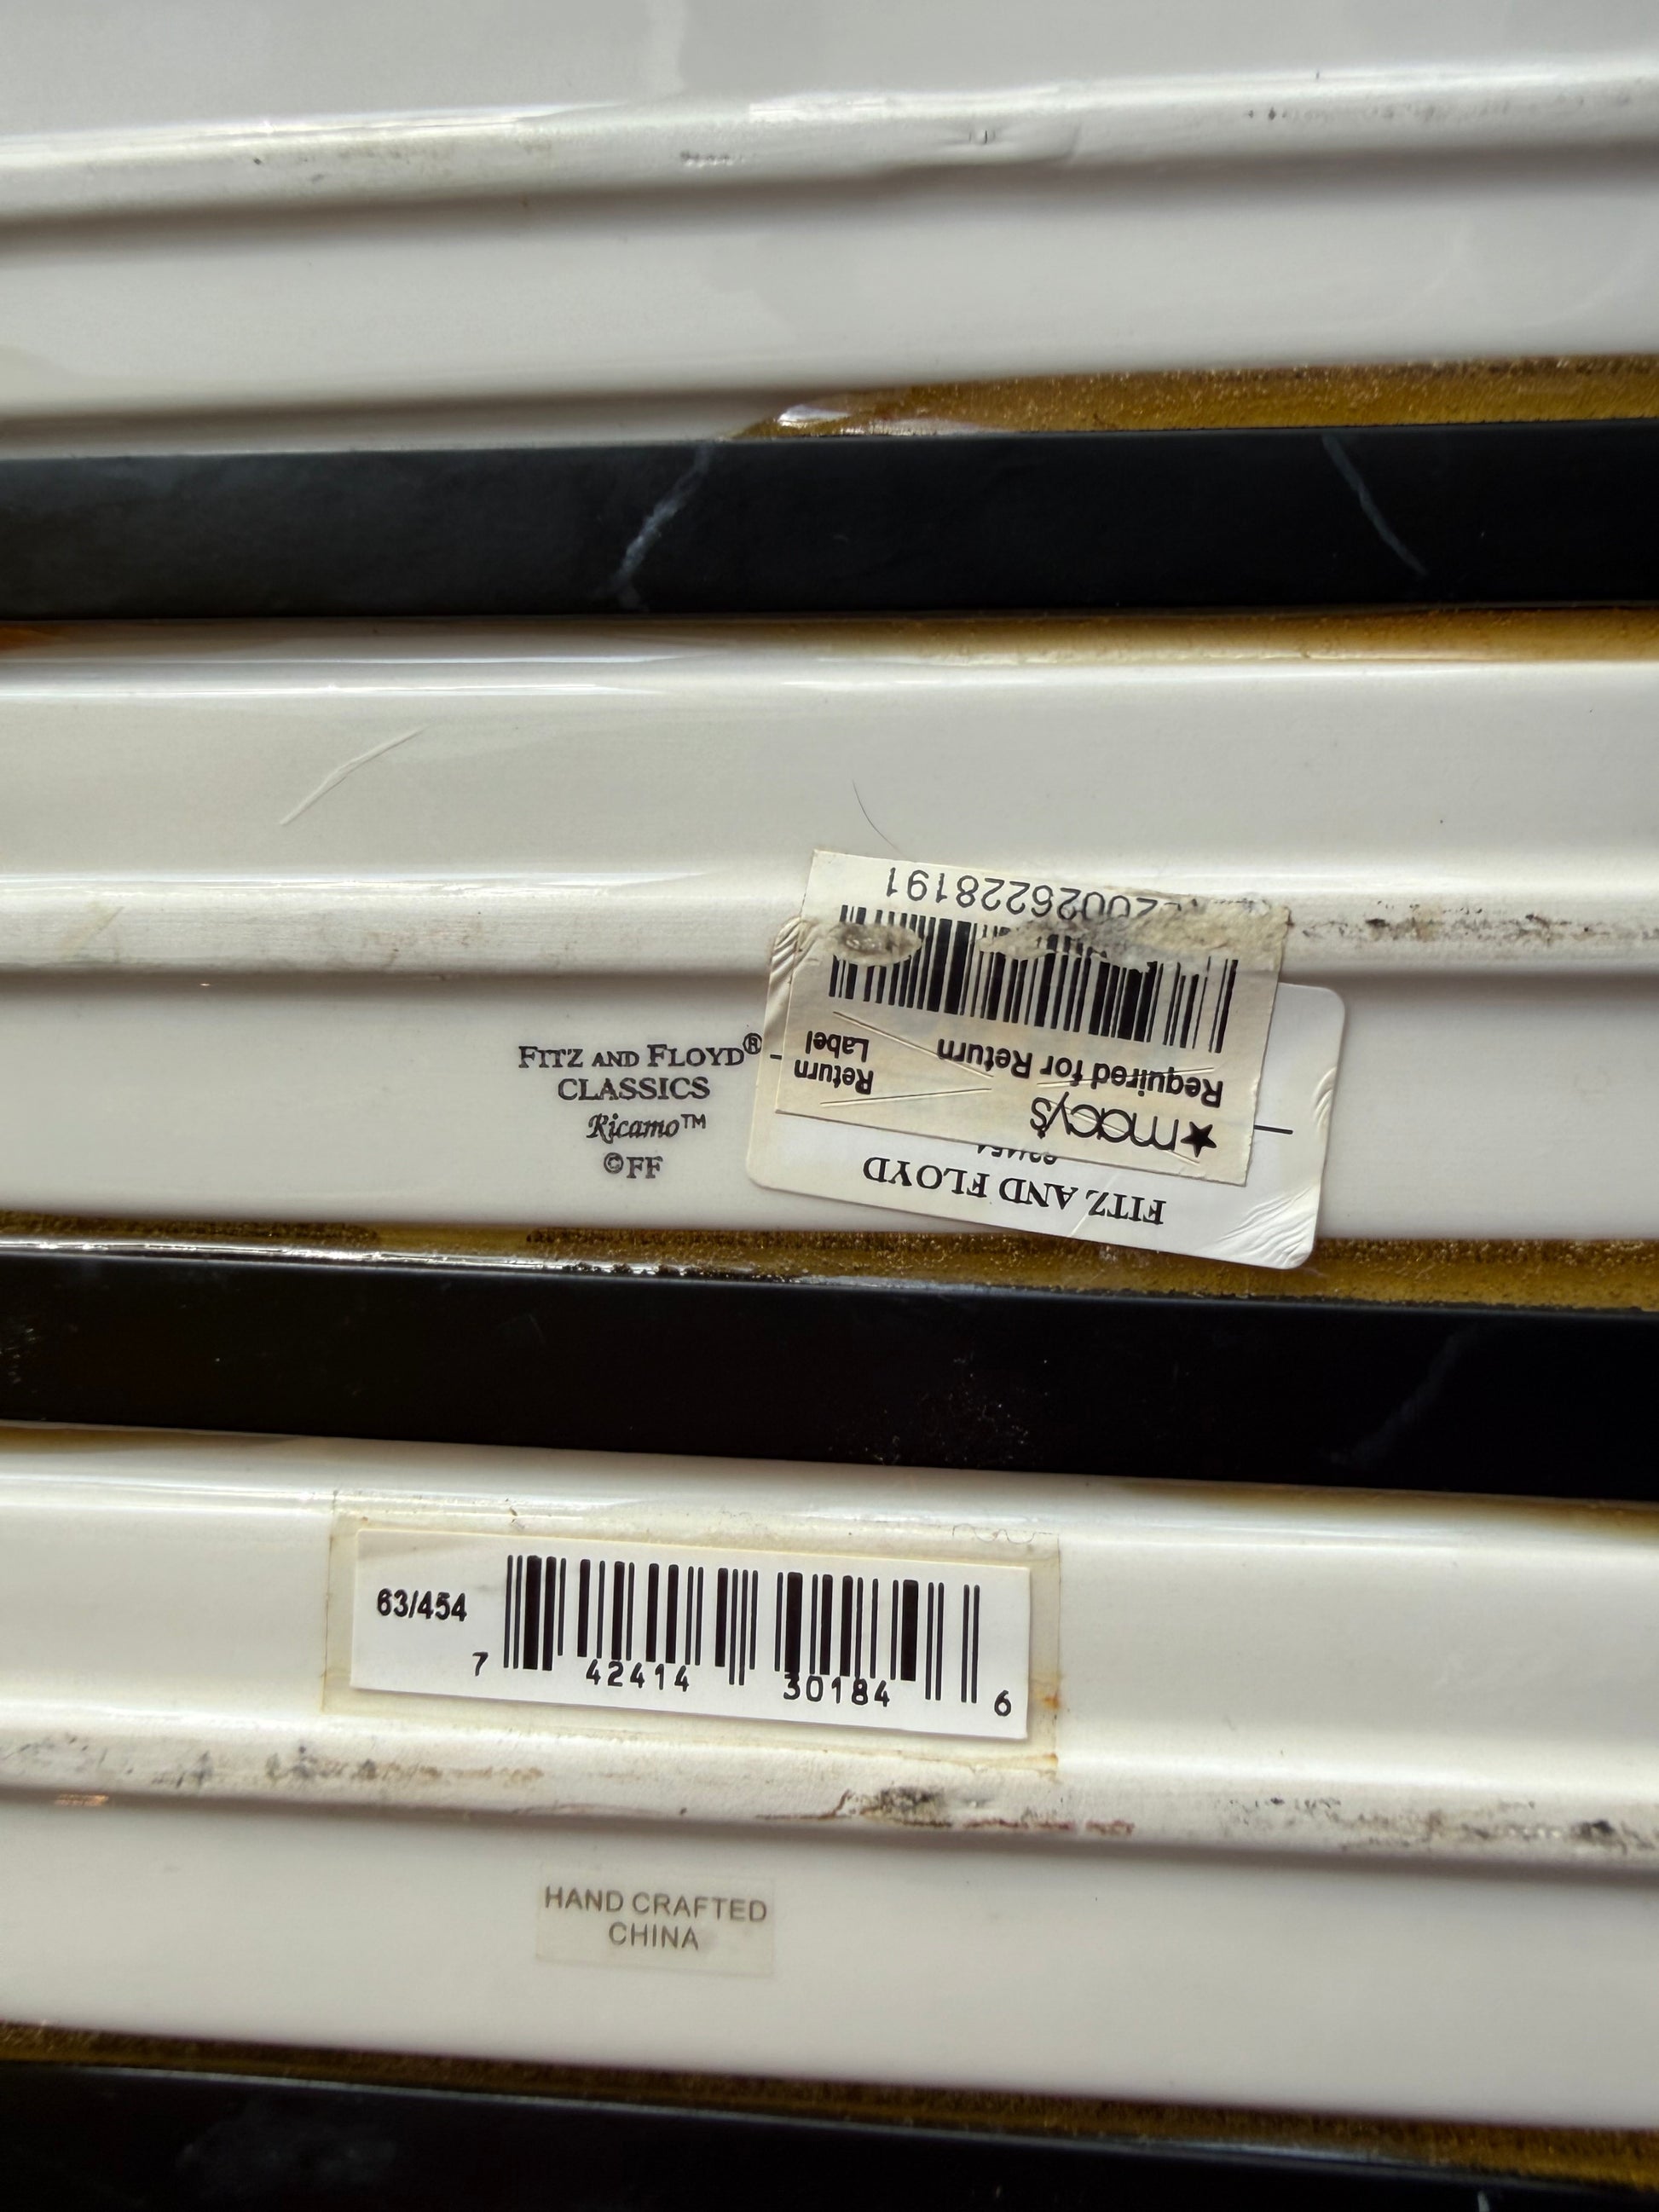 FITZ AND FLOYD®
CLASSICS
Ricamo™
©FF
★macy's
Required for Return
Return
Label
20026228191
FITZ AND FLOYD
63/454
7 42414 30184 6
HAND CRAFTED
CHINA